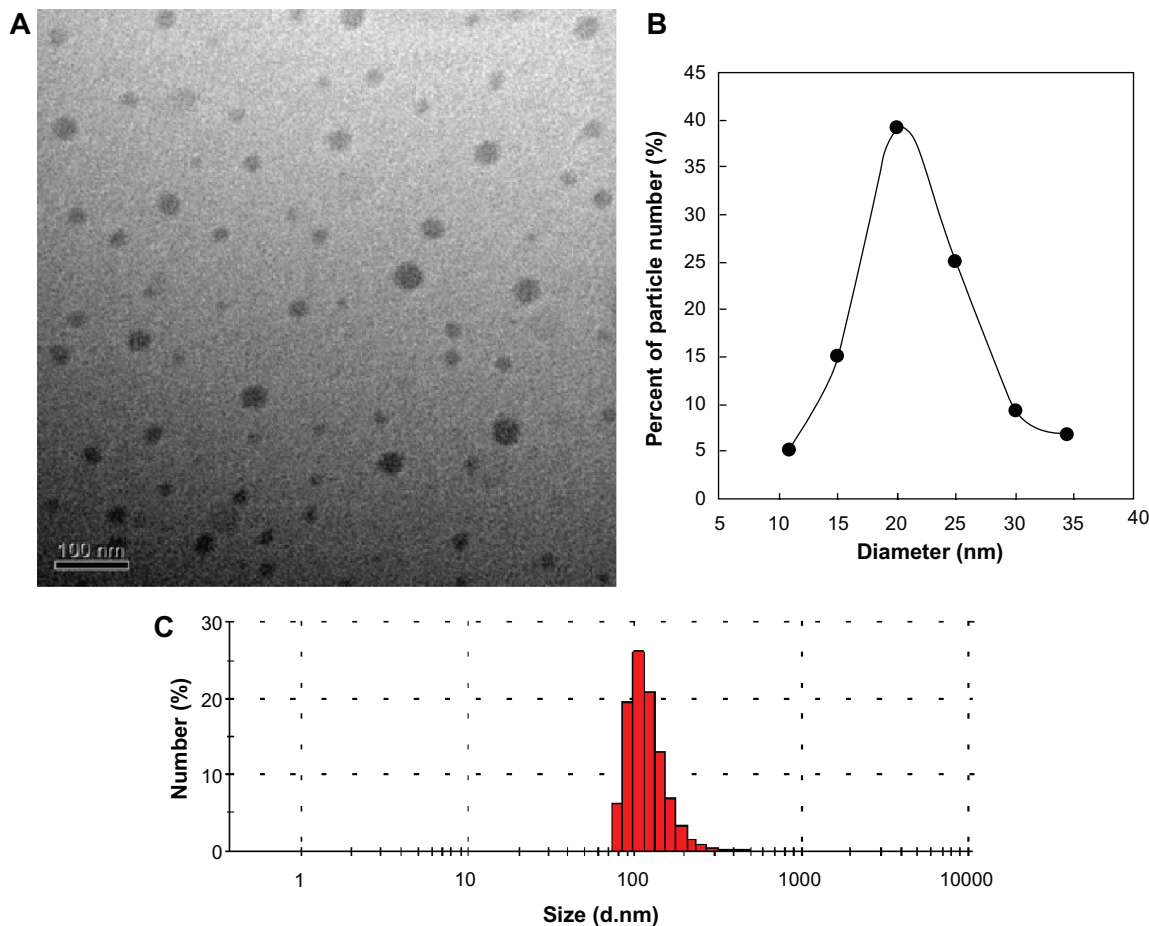 A
100 nm
B
45
40
35
30
25
20
15
10
5
0
Percent of particle number (%)
5 10 15 20 25 30 35 40
Diameter (nm)
C
30
20
10
0
Number (%)
1 10 100 1000 10000
Size (d.nm)